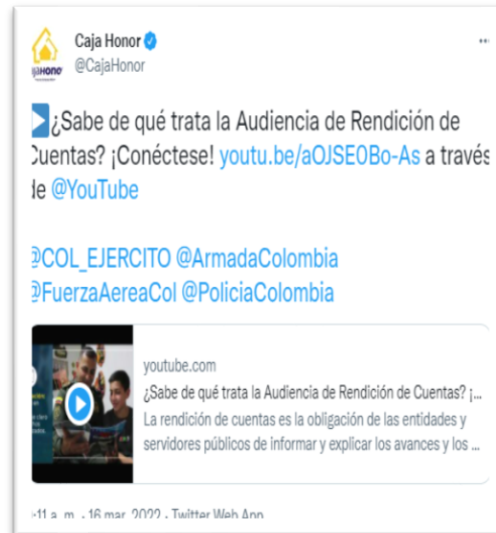 Caja Honor
@CajaHonor
¿Sabe de qué trata la Audiencia de Rendición de
Cuentas? ¡Conéctese! youtu.be/aOJSE0Bo-As a través
de @YouTube
@COL_EJERCITO @ArmadaColombia
@FuerzaAereaCol @PoliciaColombia
youtube.com
¿Sabe de qué trata la Audiencia de Rendición de Cuentas? ¡...
La rendición de cuentas es la obligación de las entidades y
servidores públicos de informar y explicar los avances y los ...
:11 a. m. · 16 mar. 2022 · Twitter Web App